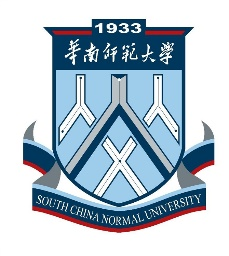 1933
華南師範大學
SOUTH CHINA NORMAL UNIVERSITY